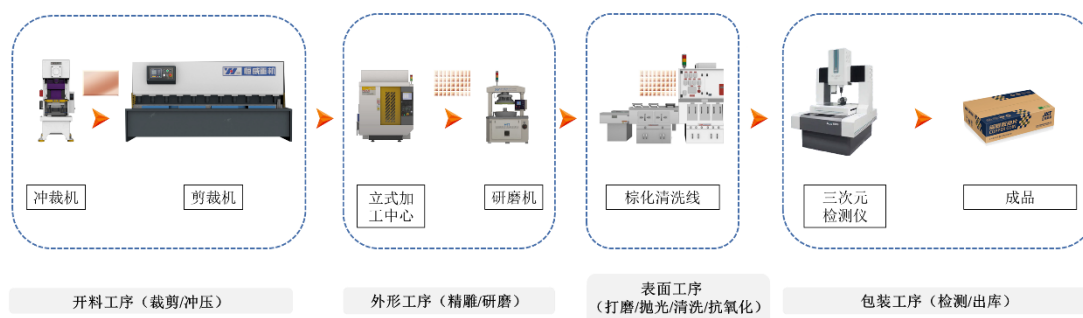 冲裁机
剪裁机
立式加
工中心
研磨机
棕化清洗线
三次元
检测仪
成品
开料工序（裁剪/冲压）
外形工序（精雕/研磨）
表面工序
（打磨/抛光/清洗/抗氧化）
包装工序（检测/出库）